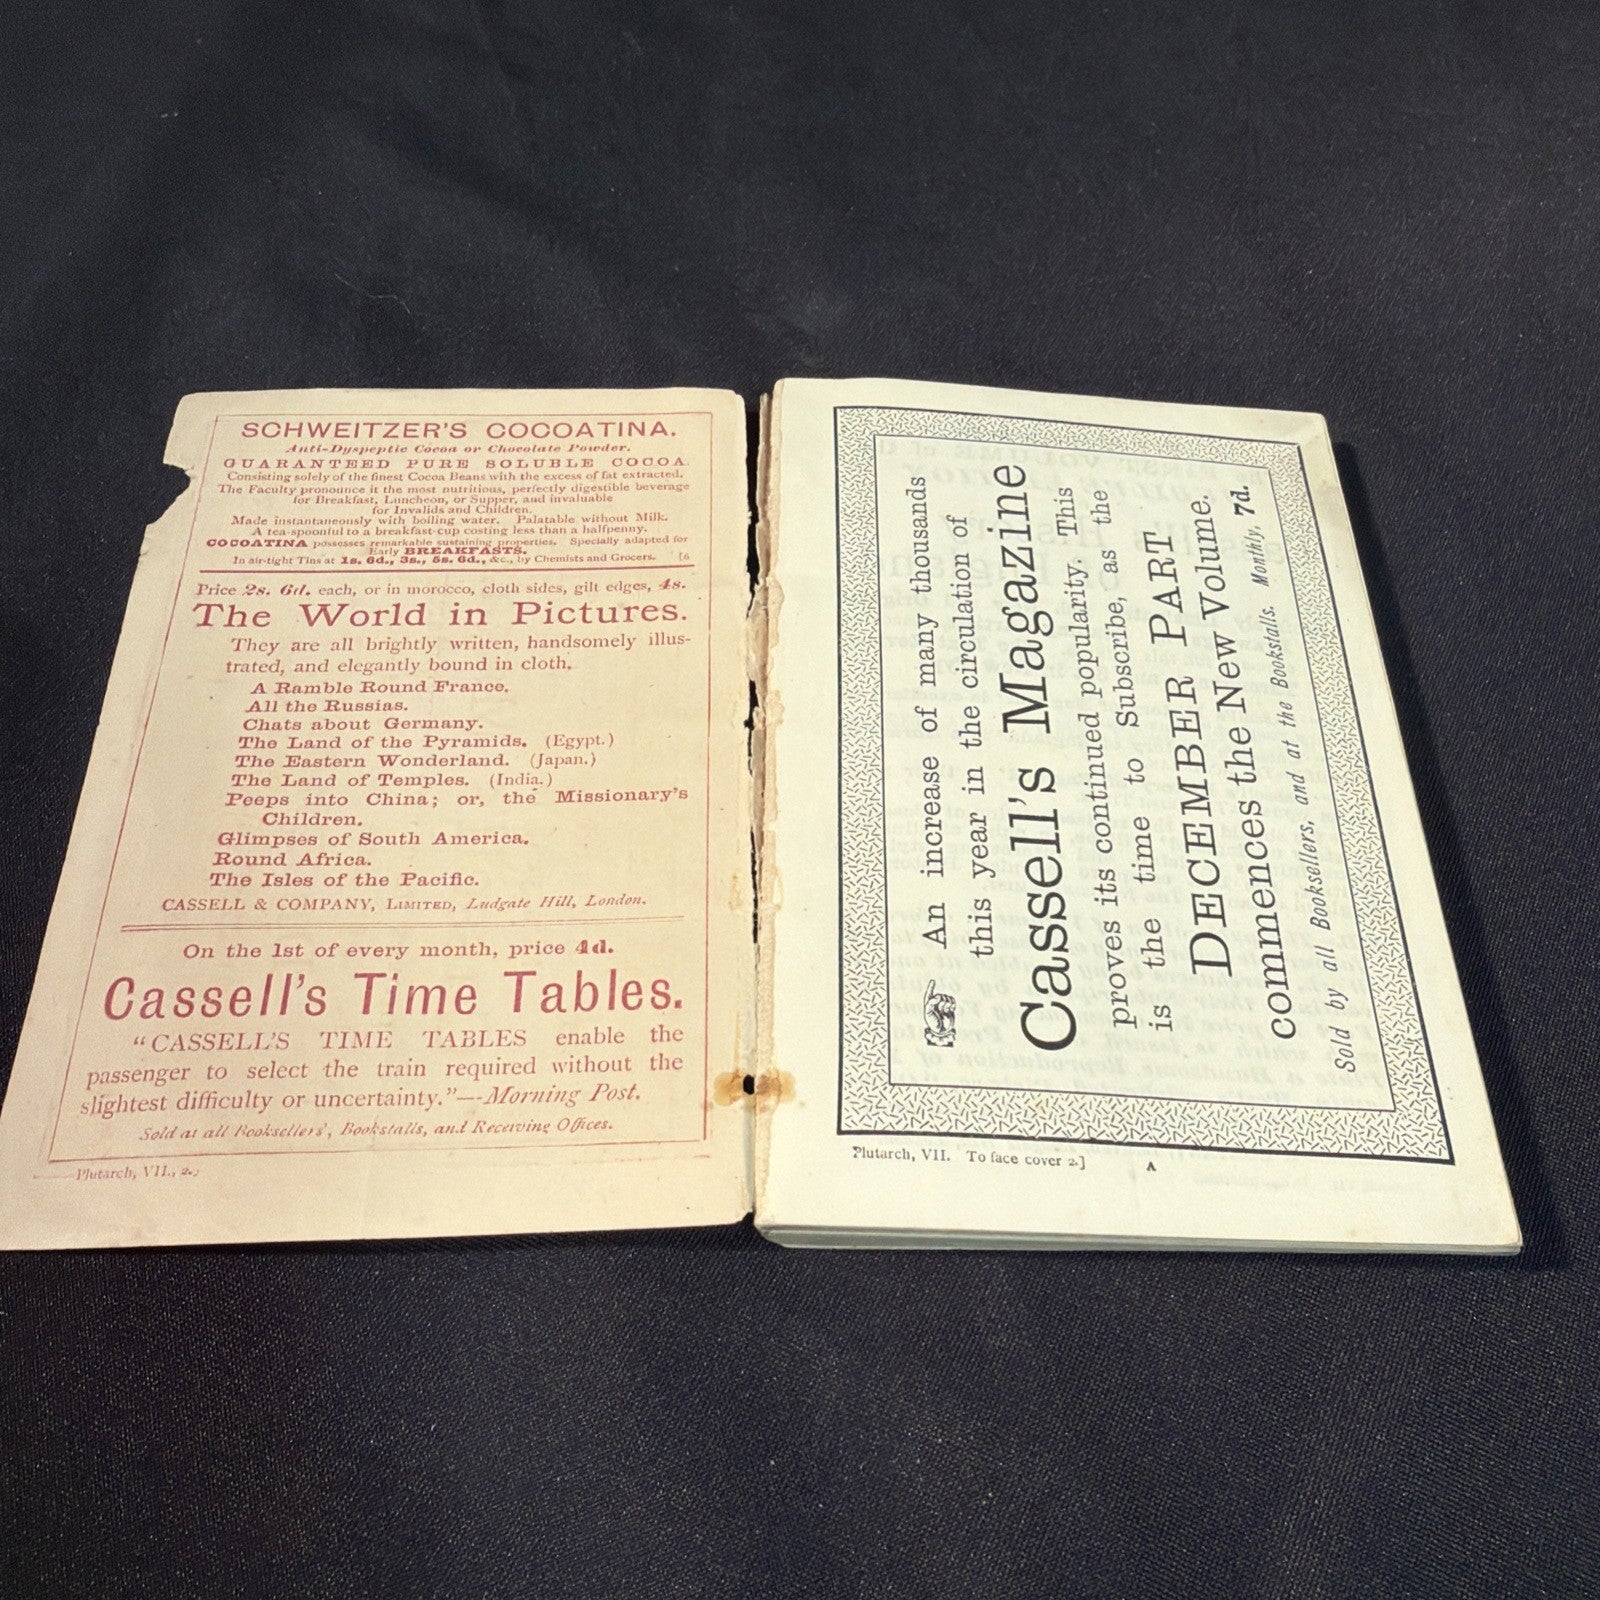 SCHWEITZER'S COCOATINA.
Anti-Dyspeptic Cocoa or Chocolate Powder.
GUARANTEED PURE SOLUBLE COCOA.
Consisting solely of the finest Cocoa Beans with the excess of fat extracted.
The Faculty pronounce it the most nutritious, perfectly digestible beverage
for Breakfast, Luncheon, or Supper, and invaluable
for Invalids and Children.
Made instantaneously with boiling water. Palatable without Milk.
A tea-spoonful to a breakfast-cup costing less than a halfpenny.
COCOATINA possesses remarkable sustaining properties. Specially adapted for
Early BREAKFASTS.
In air-tight Tins at 1s. 6d., 3s., 5s. 6d., &c., by Chemists and Grocers. [6
Price 2s. 6d. each, or in morocco, cloth sides, gilt edges, 4s.
The World in Pictures.
They are all brightly written, handsomely illus-
trated, and elegantly bound in cloth.
A Ramble Round France.
All the Russias.
Chats about Germany.
The Land of the Pyramids. (Egypt.)
The Eastern Wonderland. (Japan.)
The Land of Temples. (India.)
Peeps into China; or, the Missionary's
Children.
Glimpses of South America.
Round Africa.
The Isles of the Pacific.
CASSELL & COMPANY, LIMITED, Ludgate Hill, London.
On the 1st of every month, price 4d.
Cassell's Time Tables.
"CASSELL'S TIME TABLES enable the
passenger to select the train required without the
slightest difficulty or uncertainty."—Morning Post.
Sold at all Booksellers', Bookstalls, and Receiving Offices.
Plutarch, VII., 2.]
An increase of many thousands
this year in the circulation of
Cassell's Magazine
proves its continued popularity. This
is the time to Subscribe, as the
DECEMBER PART
commences the New Volume.
Sold by all Booksellers, and at the Bookstalls. Monthly, 7d.
Plutarch, VII. To face cover 2.]
A